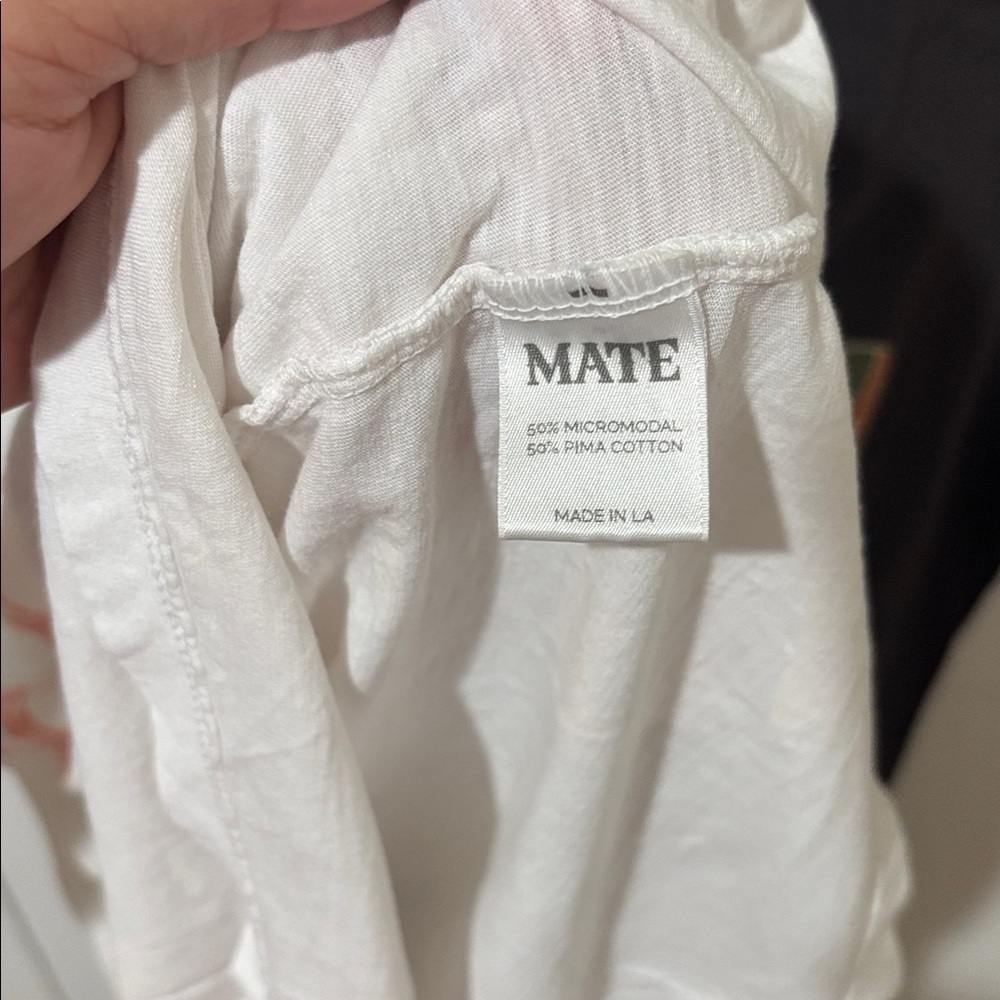 MATE
50% MICROMODAL
50% PIMA COTTON
MADE IN LA